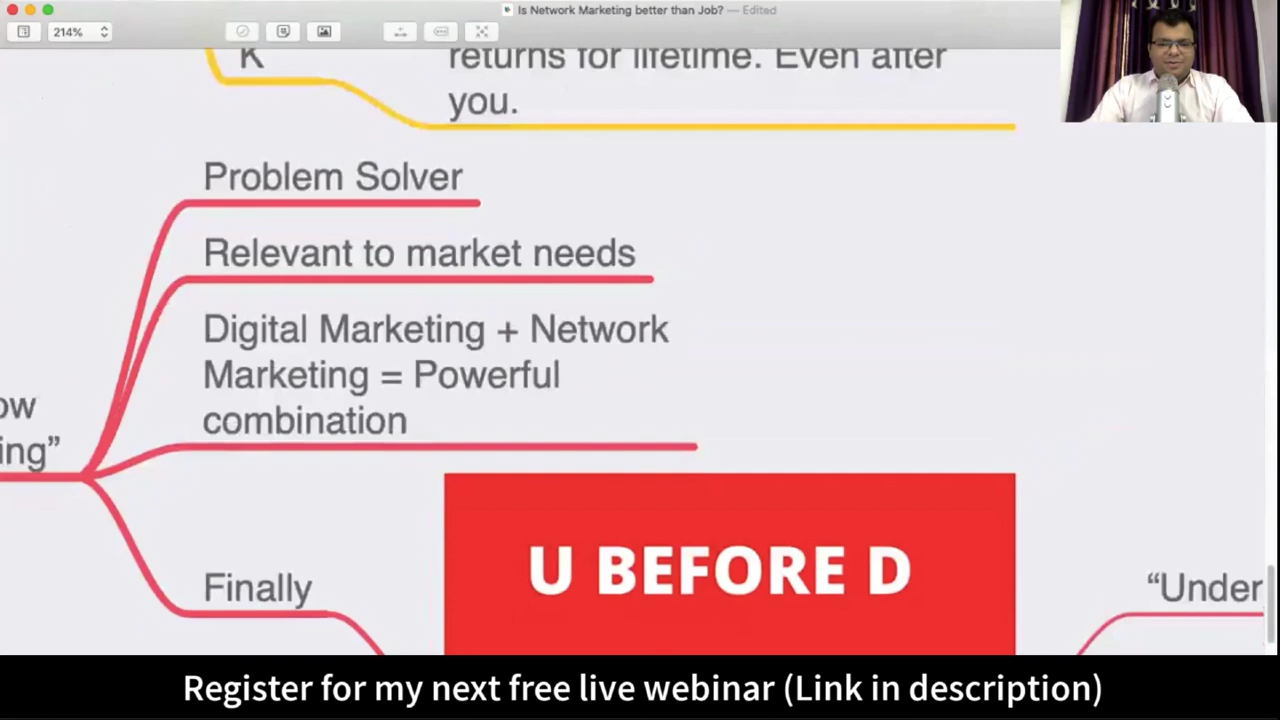 Is Network Marketing better than Job? — Edited
214%
K
returns for lifetime. Even after
you.
Problem Solver
Relevant to market needs
Digital Marketing + Network
Marketing = Powerful
combination
ow
ing”
U BEFORE D
Finally
“Under
Register for my next free live webinar (Link in description)